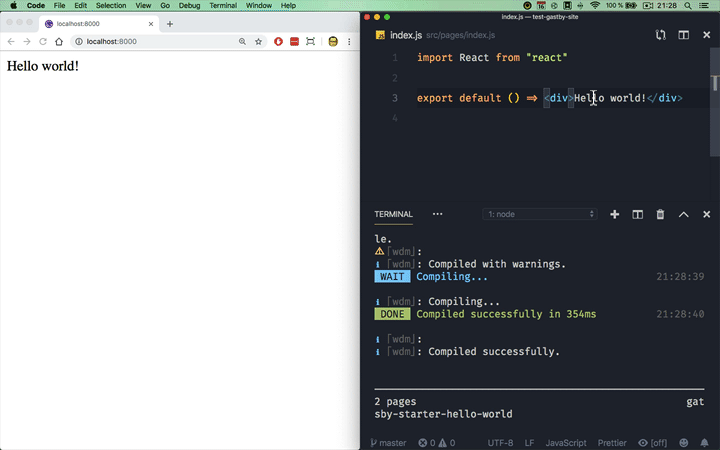 Code File Edit Selection View Go Debug Terminal Window Help
100 % 21:28
localhost:8000
localhost:8000
Hello world!
index.js — test-gastby-site
index.js src/pages/index.js
1 import React from "react"
2
3 export default () => <div>Hello world!</div>
4
TERMINAL
1: node
le.
⚠ ｢wdm｣:
ℹ ｢wdm｣: Compiled with warnings.
WAIT Compiling... 21:28:39
ℹ ｢wdm｣: Compiling...
DONE Compiled successfully in 354ms 21:28:40
ℹ ｢wdm｣:
ℹ ｢wdm｣: Compiled successfully.
2 pages gat
sby-starter-hello-world
master 0 0 UTF-8 LF JavaScript Prettier [off]